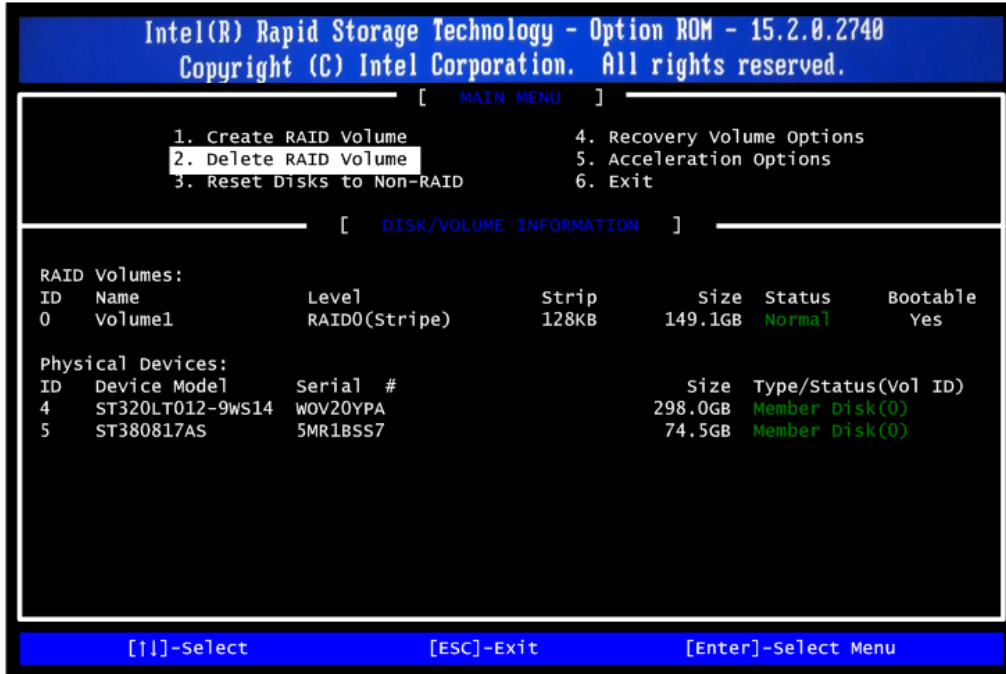 Intel(R) Rapid Storage Technology - Option ROM - 15.2.0.2740
Copyright (C) Intel Corporation. All rights reserved.
[ MAIN MENU ]
1. Create RAID Volume 4. Recovery Volume Options
2. Delete RAID Volume 5. Acceleration Options
3. Reset Disks to Non-RAID 6. Exit
[ DISK/VOLUME INFORMATION ]
RAID Volumes:
ID Name Level Strip Size Status Bootable
0 Volume1 RAID0(Stripe) 128KB 149.1GB Normal Yes
Physical Devices:
ID Device Model Serial # Size Type/Status(Vol ID)
4 ST320LT012-9WS14 W0V20YPA 298.0GB Member Disk(0)
5 ST380817AS 5MR1BSS7 74.5GB Member Disk(0)
[↑↓]-Select [ESC]-Exit [Enter]-Select Menu